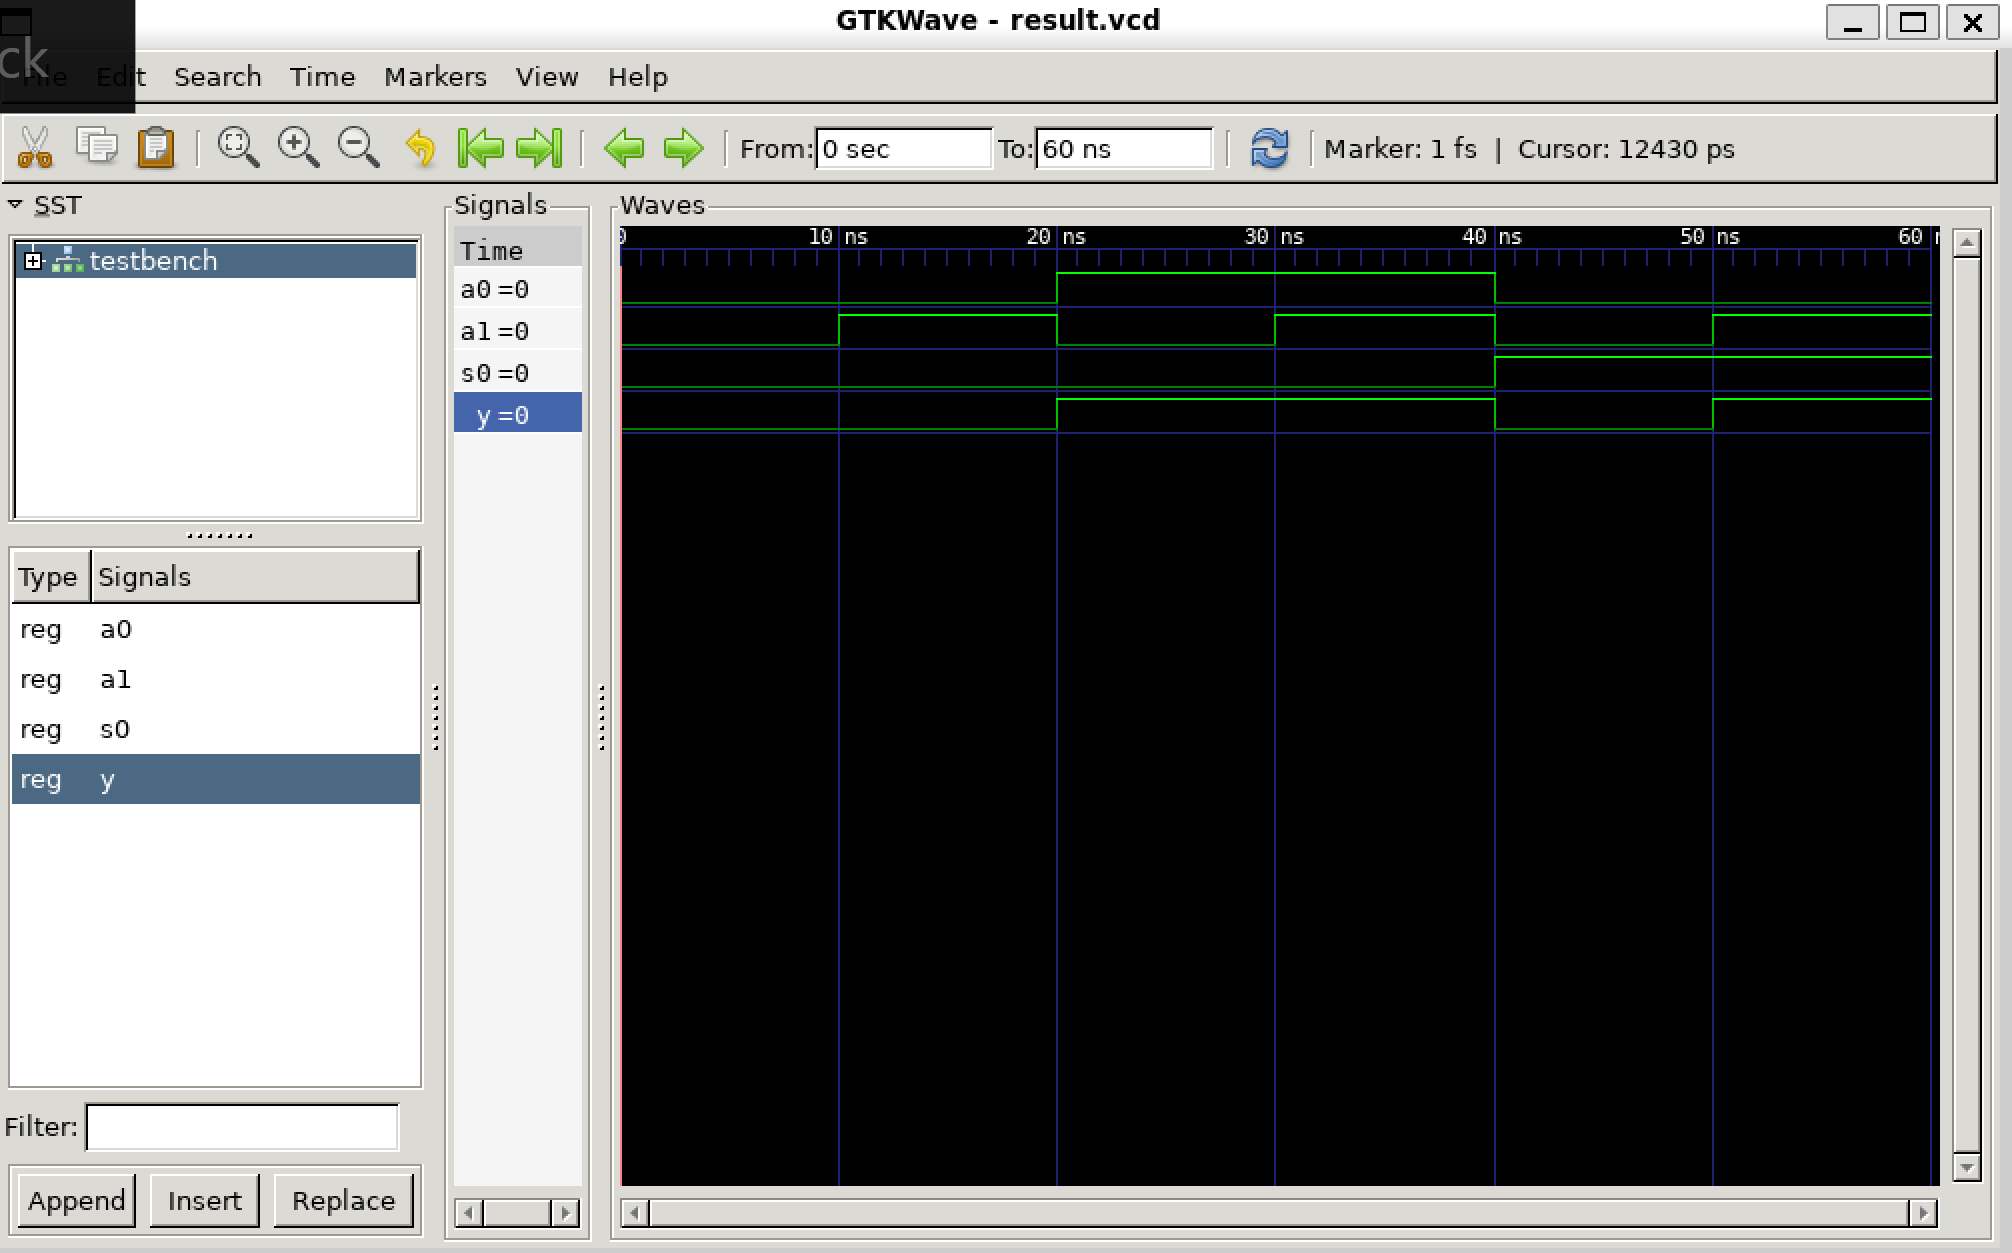 GTKWave - result.vcd
ck
File Edit Search Time Markers View Help
From: 0 sec To: 60 ns Marker: 1 fs | Cursor: 12430 ps
SST
testbench
Type Signals
reg a0
reg a1
reg s0
reg y
Filter:
Append Insert Replace
Signals
Time
a0 =0
a1 =0
s0 =0
y =0
Waves
0 10 ns 20 ns 30 ns 40 ns 50 ns 60